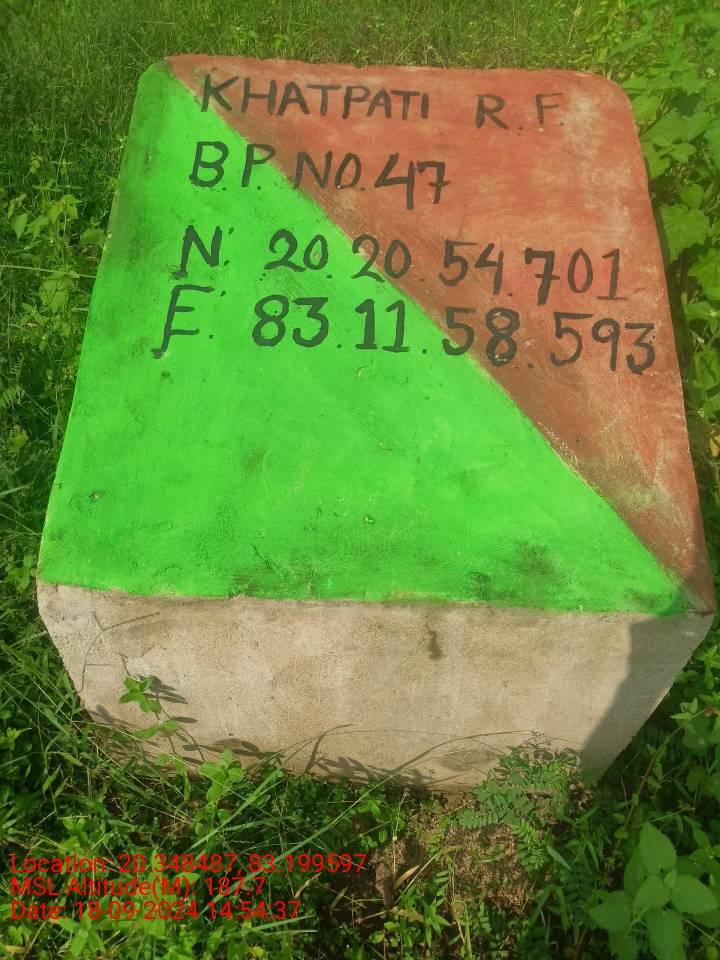 KHATPATI R.F.
B.P. NO. 47
N: 20.20.54.701
E: 83.11.58.593
Location: 20.348487, 83.199597
MSL Altitude(M): 187.7
Date: 18-09-2024 14:54:37